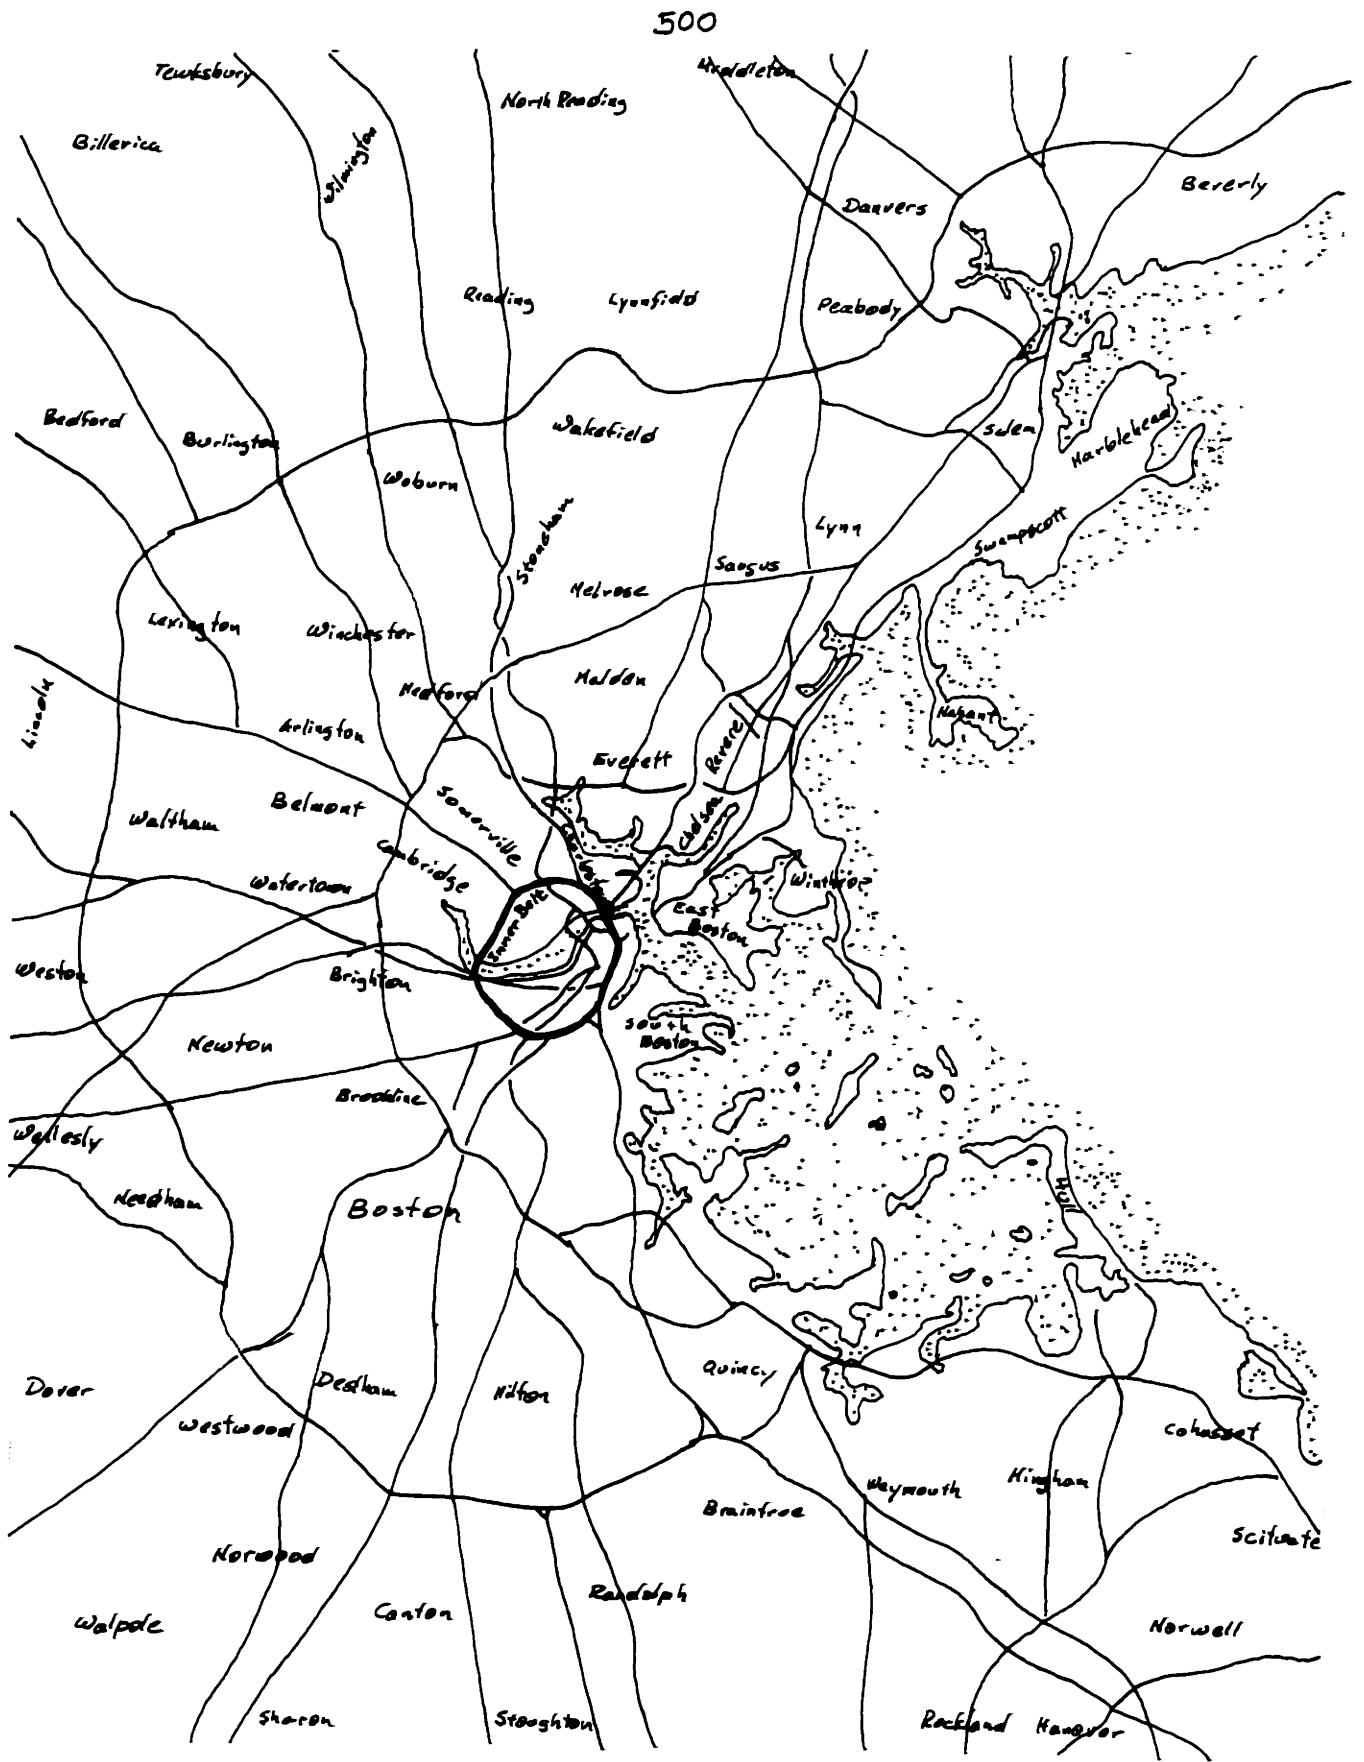 500
Tewksbury
Middleton
North Reading
Billerica
Wilmington
Beverly
Danvers
Reading
Lynnfield
Peabody
Bedford
Burlington
Wakefield
Salem
Marblehead
Woburn
Stoneham
Lynn
Swampscott
Saugus
Melrose
Lexington
Winchester
Malden
Medford
Lincoln
Nahant
Arlington
Revere
Everett
Belmont
Somerville
Waltham
Chelsea
Cambridge
Charlestown
Watertown
Winthrop
Inner Belt
East
Boston
Weston
Brighton
South
Boston
Newton
Brookline
Wellesly
Needham
Hull
Boston
Quincy
Dover
Dedham
Milton
Westwood
Cohasset
Weymouth
Hingham
Braintree
Scituate
Norwood
Randolph
Canton
Walpole
Norwell
Sharon
Stoughton
Rockland
Hanover